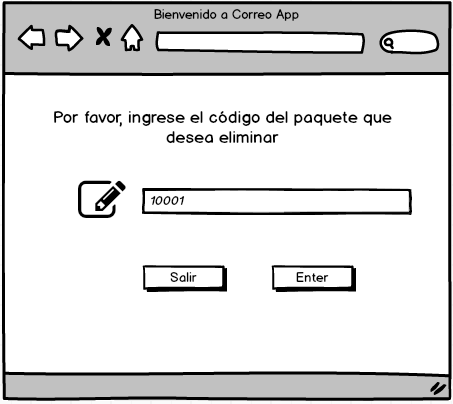 Bienvenido a Correo App
Por favor, ingrese el código del paquete que
desea eliminar
10001
Salir
Enter